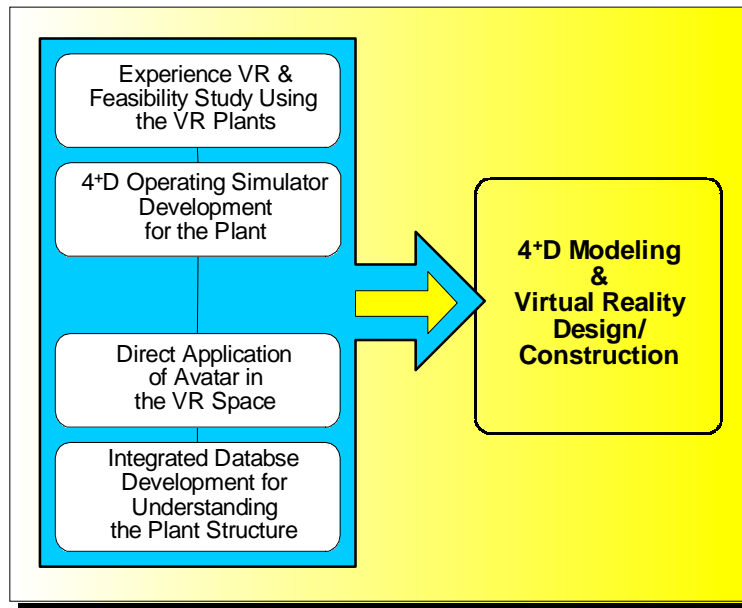 Experience VR &
Feasibility Study Using
the VR Plants
4⁺D Operating Simulator
Development
for the Plant
Direct Application
of Avatar in
the VR Space
Integrated Databse
Development for
Understanding
the Plant Structure
4⁺D Modeling
&
Virtual Reality
Design/
Construction